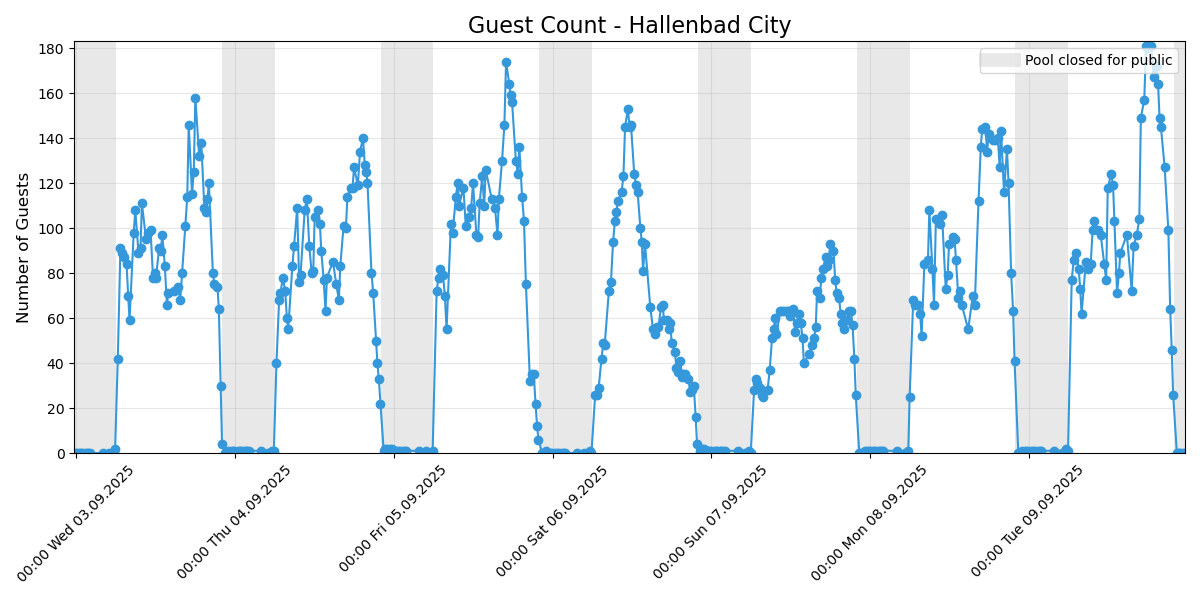 Guest Count - Hallenbad City
Pool closed for public
Number of Guests
180
160
140
120
100
80
60
40
20
0
00:00 Wed 03.09.2025
00:00 Thu 04.09.2025
00:00 Fri 05.09.2025
00:00 Sat 06.09.2025
00:00 Sun 07.09.2025
00:00 Mon 08.09.2025
00:00 Tue 09.09.2025